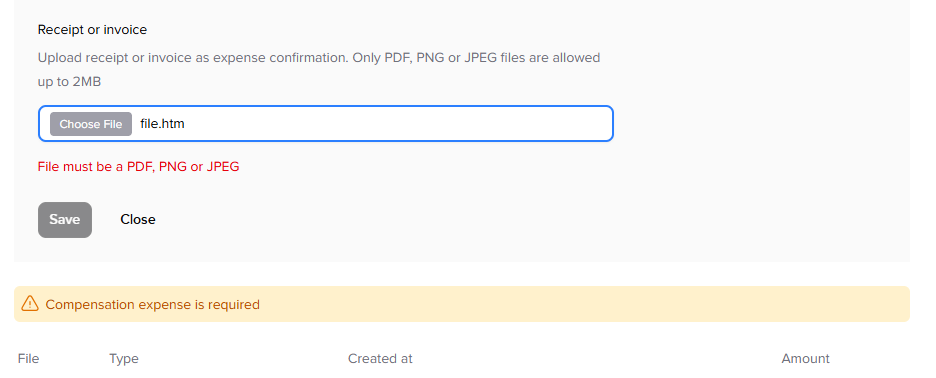 Receipt or invoice
Upload receipt or invoice as expense confirmation. Only PDF, PNG or JPEG files are allowed
up to 2MB
Choose File file.htm
File must be a PDF, PNG or JPEG
Save Close
Compensation expense is required
File Type Created at Amount